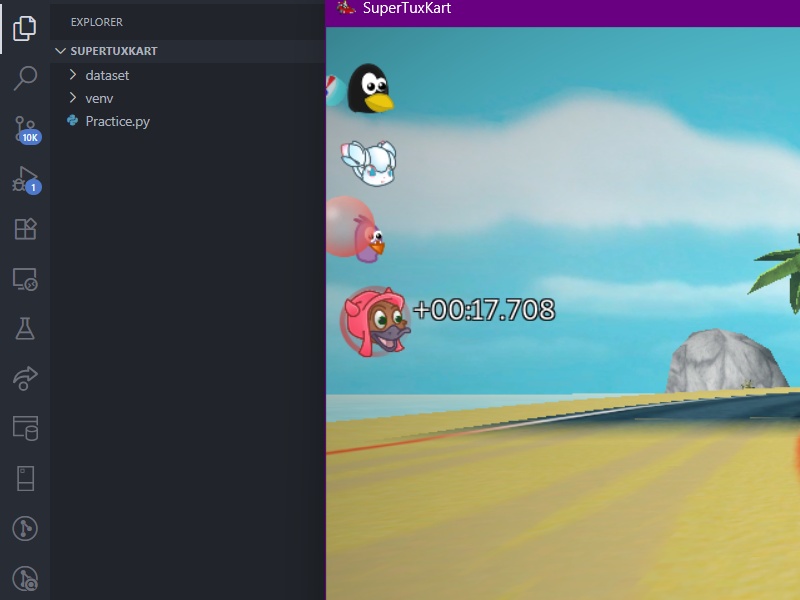 EXPLORER
SUPERTUXKART
dataset
venv
Practice.py
10K
1
SuperTuxKart
+00:17.708